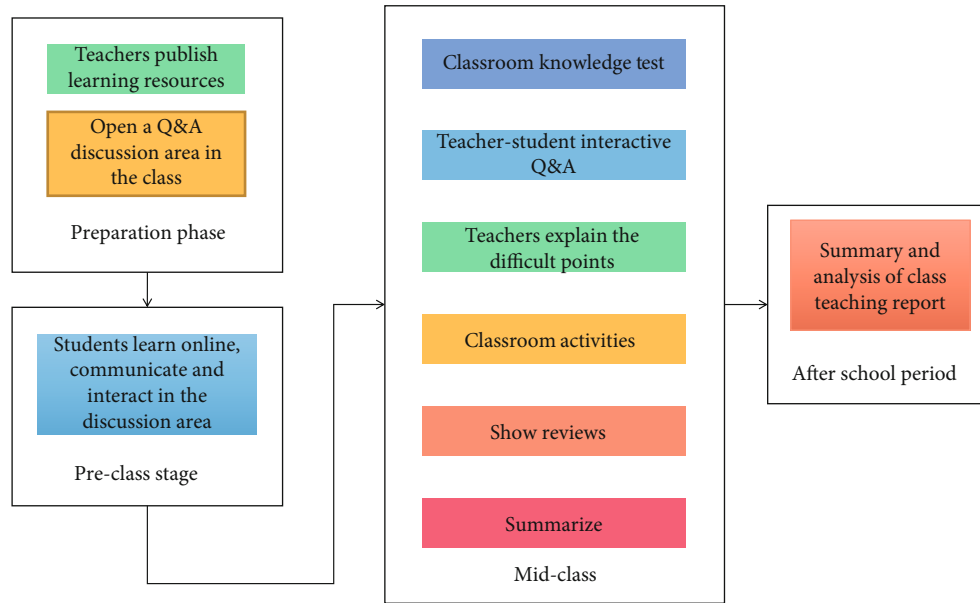 Teachers publish
learning resources
Open a Q&A
discussion area in
the class
Preparation phase
Students learn online,
communicate and
interact in the
discussion area
Pre-class stage
Classroom knowledge test
Teacher-student interactive
Q&A
Teachers explain the
difficult points
Classroom activities
Show reviews
Summarize
Mid-class
Summary and
analysis of class
teaching report
After school period